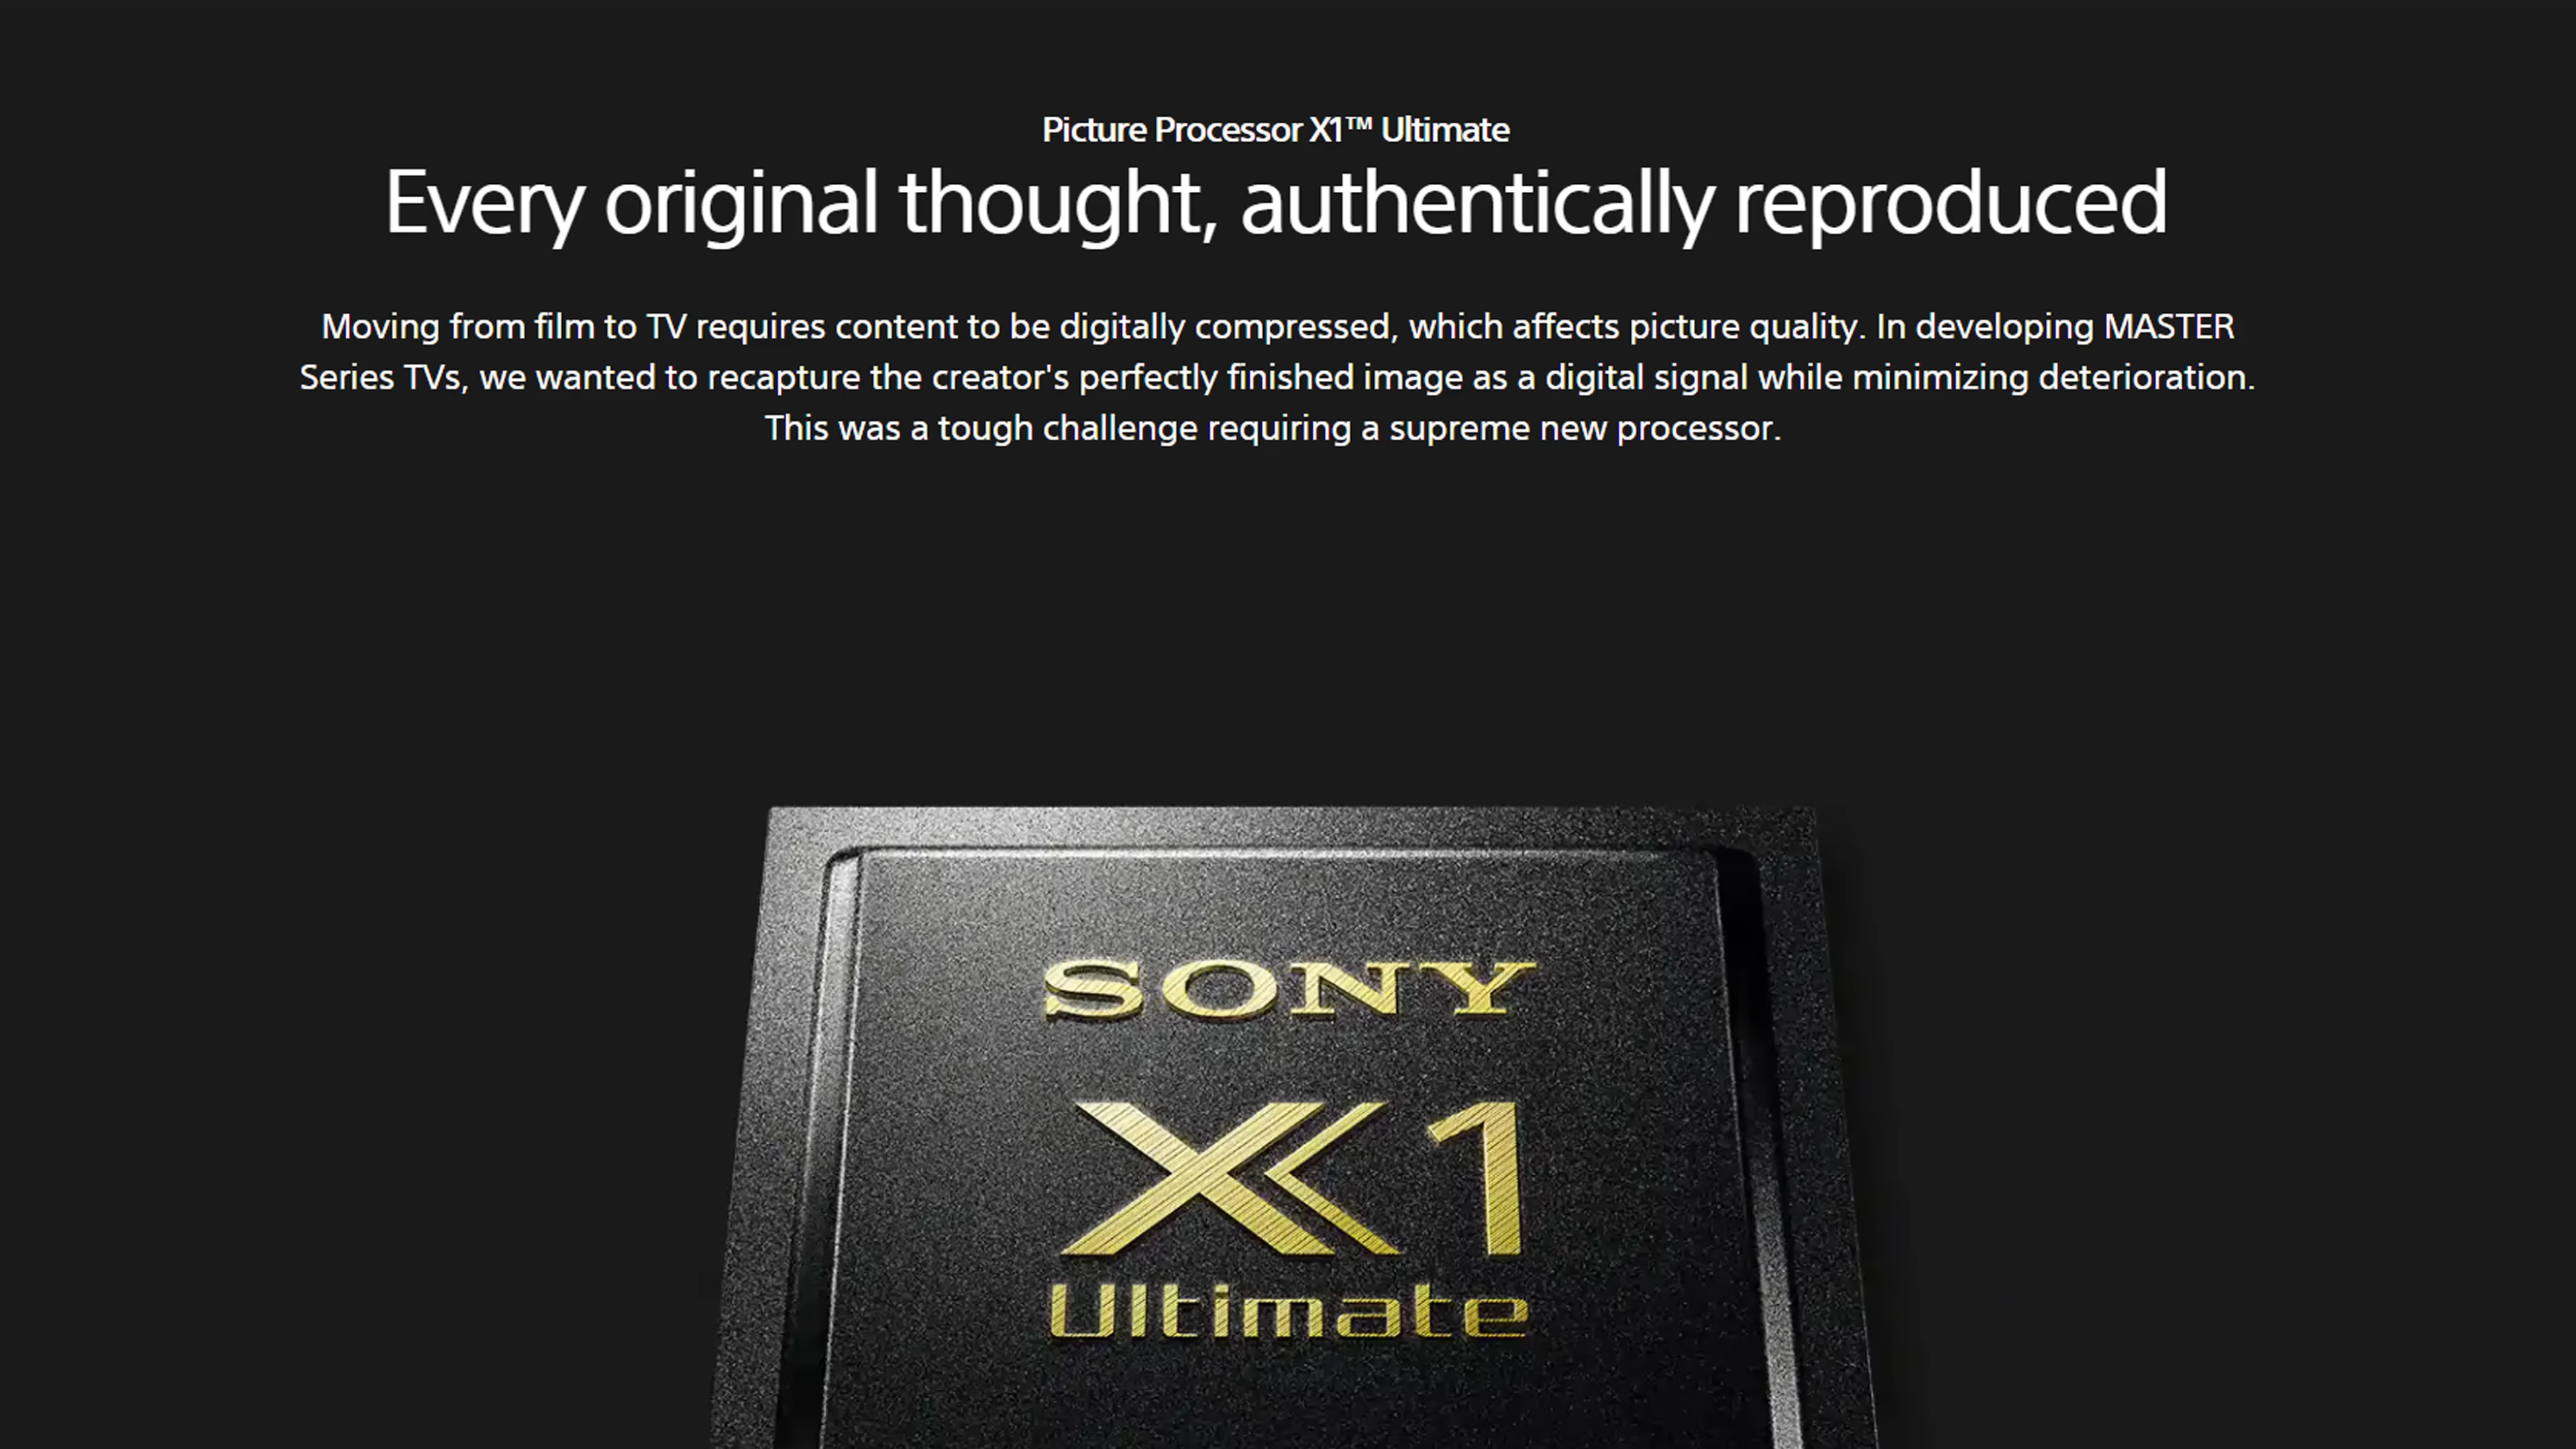 Picture Processor X1™ Ultimate
Every original thought, authentically reproduced
Moving from film to TV requires content to be digitally compressed, which affects picture quality. In developing MASTER
Series TVs, we wanted to recapture the creator's perfectly finished image as a digital signal while minimizing deterioration.
This was a tough challenge requiring a supreme new processor.
SONY
X1
Ultimate